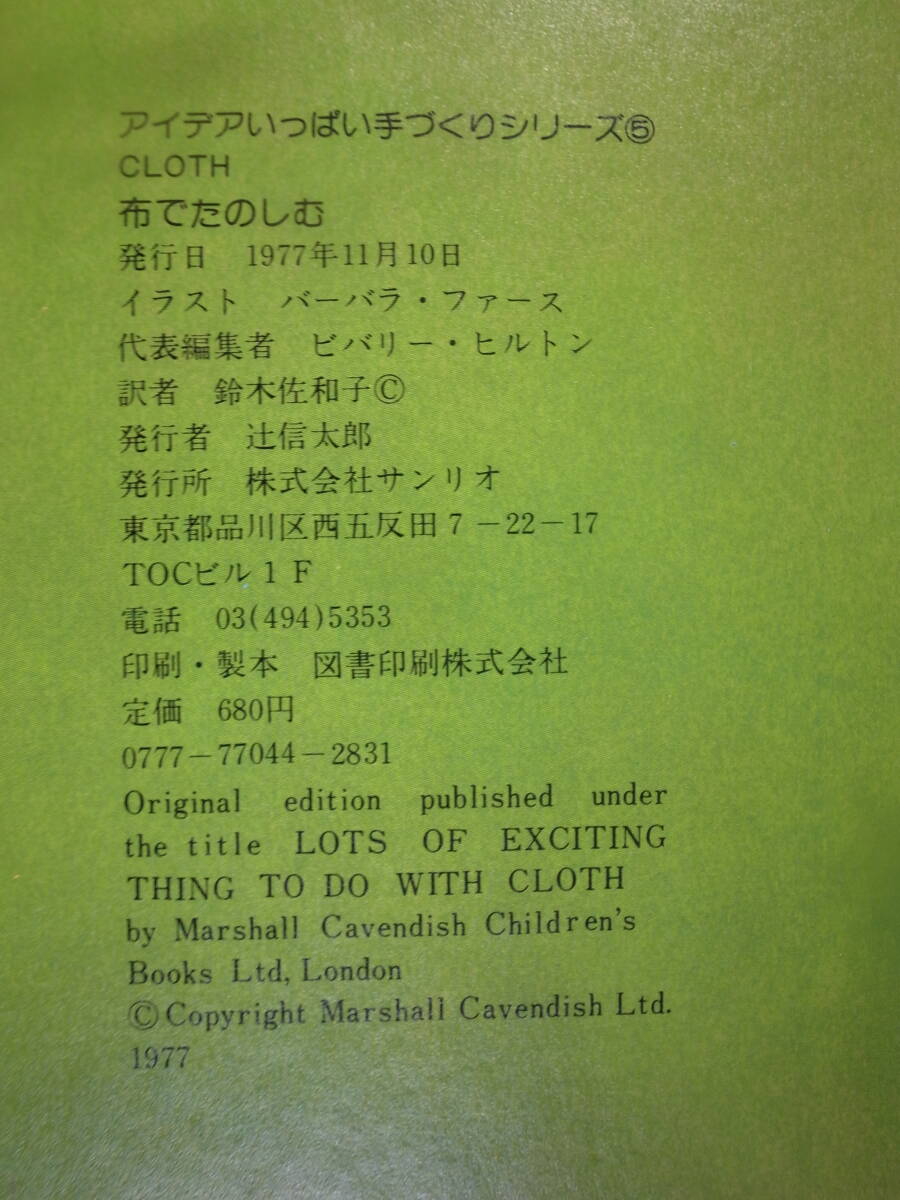 アイデアいっぱい手づくりシリーズ⑤
CLOTH
布でたのしむ
発行日　1977年11月10日
イラスト　バーバラ・ファース
代表編集者　ビバリー・ヒルトン
訳者　鈴木佐和子©
発行者　辻信太郎
発行所　株式会社サンリオ
東京都品川区西五反田7-22-17
TOCビル1F
電話　03(494)5353
印刷・製本　図書印刷株式会社
定価　680円
0777-77044-2831
Original edition published under
the title LOTS OF EXCITING
THING TO DO WITH CLOTH
by Marshall Cavendish Children's
Books Ltd, London
©Copyright Marshall Cavendish Ltd.
1977